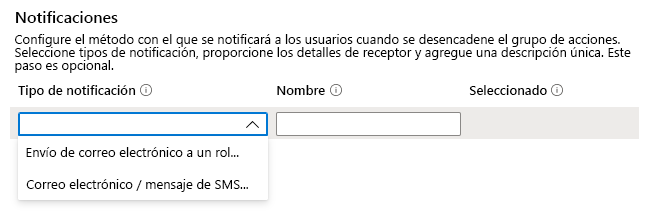 Notificaciones
Configure el método con el que se notificará a los usuarios cuando se desencadene el grupo de acciones.
Seleccione tipos de notificación, proporcione los detalles de receptor y agregue una descripción única. Este
paso es opcional.
Tipo de notificación Nombre Seleccionado
Envío de correo electrónico a un rol...
Correo electrónico / mensaje de SMS...